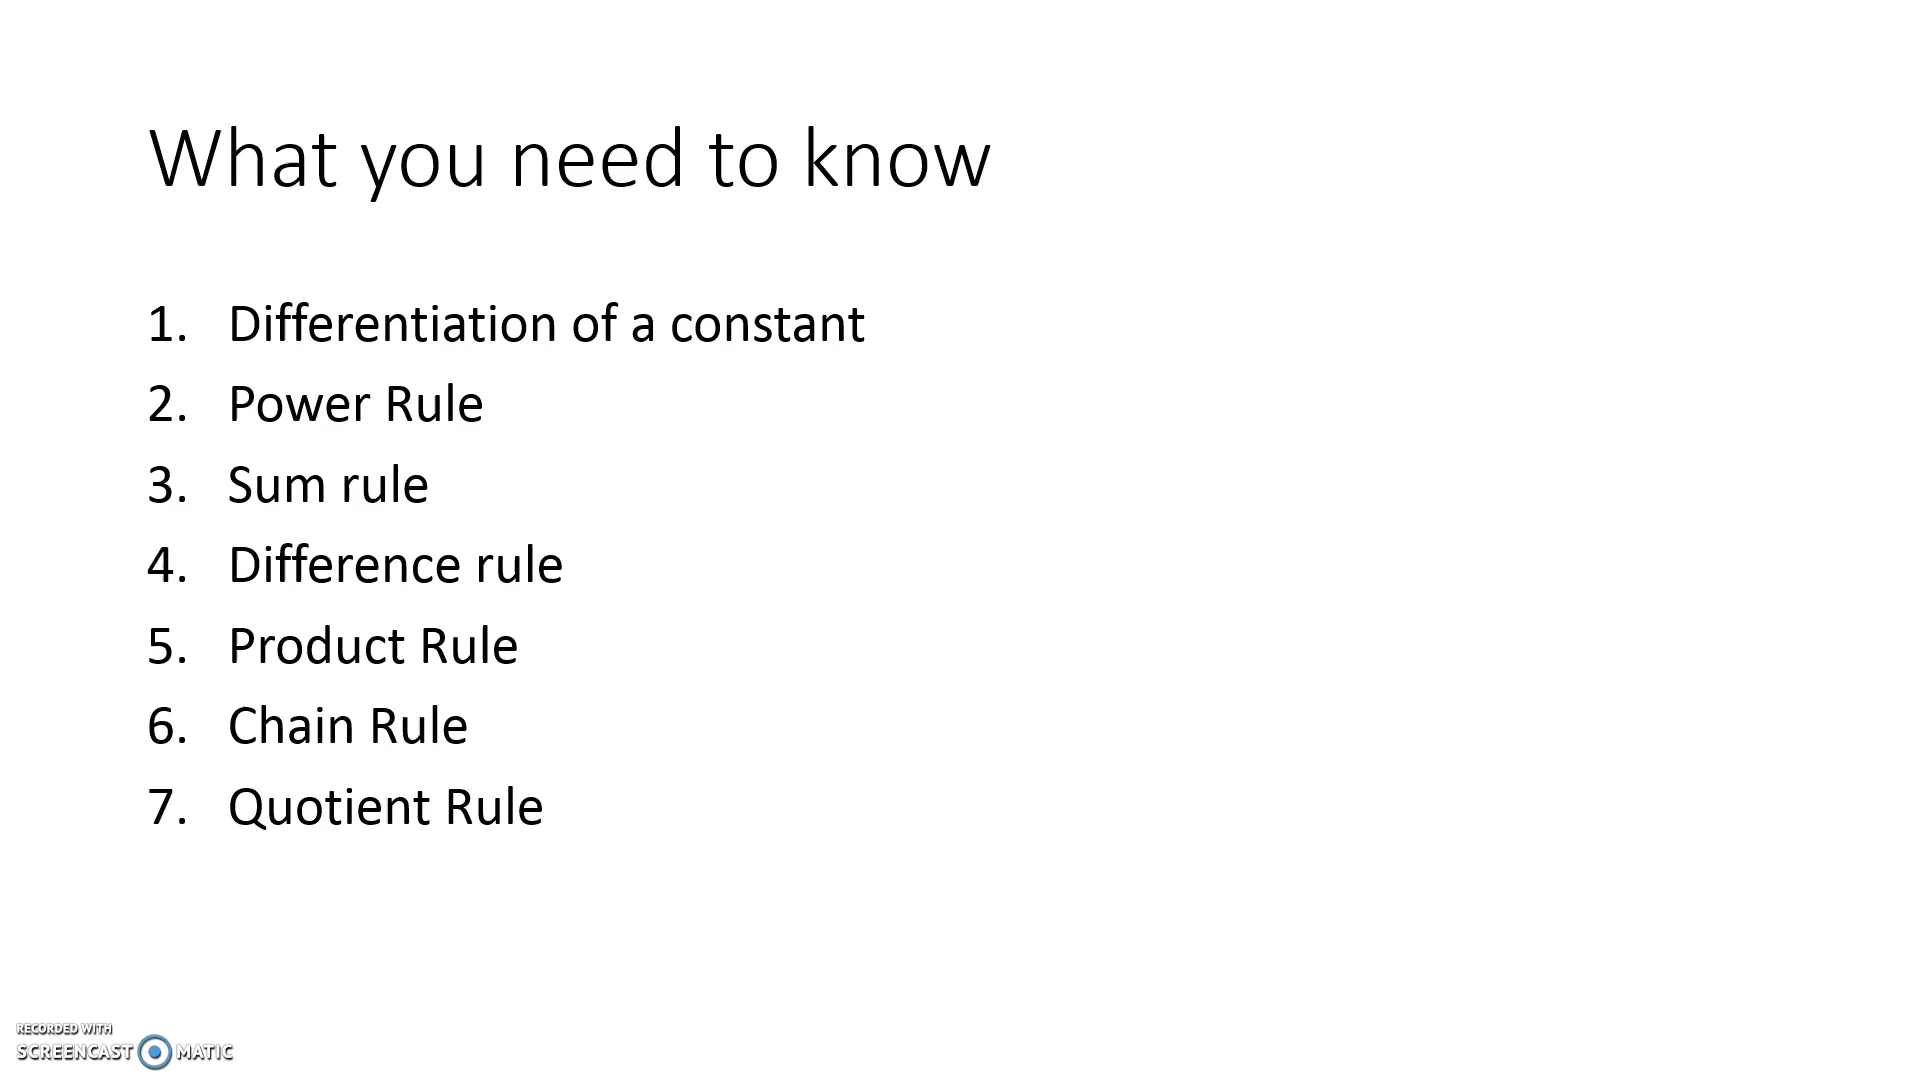 What you need to know
1. Differentiation of a constant
2. Power Rule
3. Sum rule
4. Difference rule
5. Product Rule
6. Chain Rule
7. Quotient Rule
RECORDED WITH
SCREENCAST MATIC